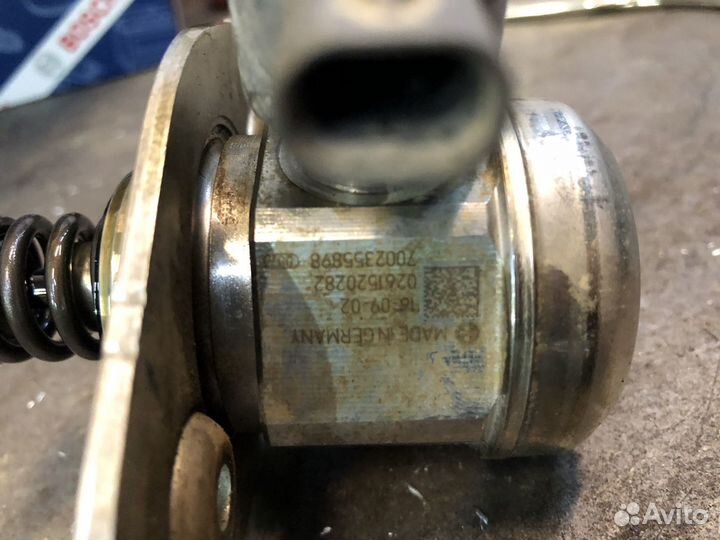 BOSCH
MADE IN GERMANY
16-09-02
0261520282
7002355898
Avito